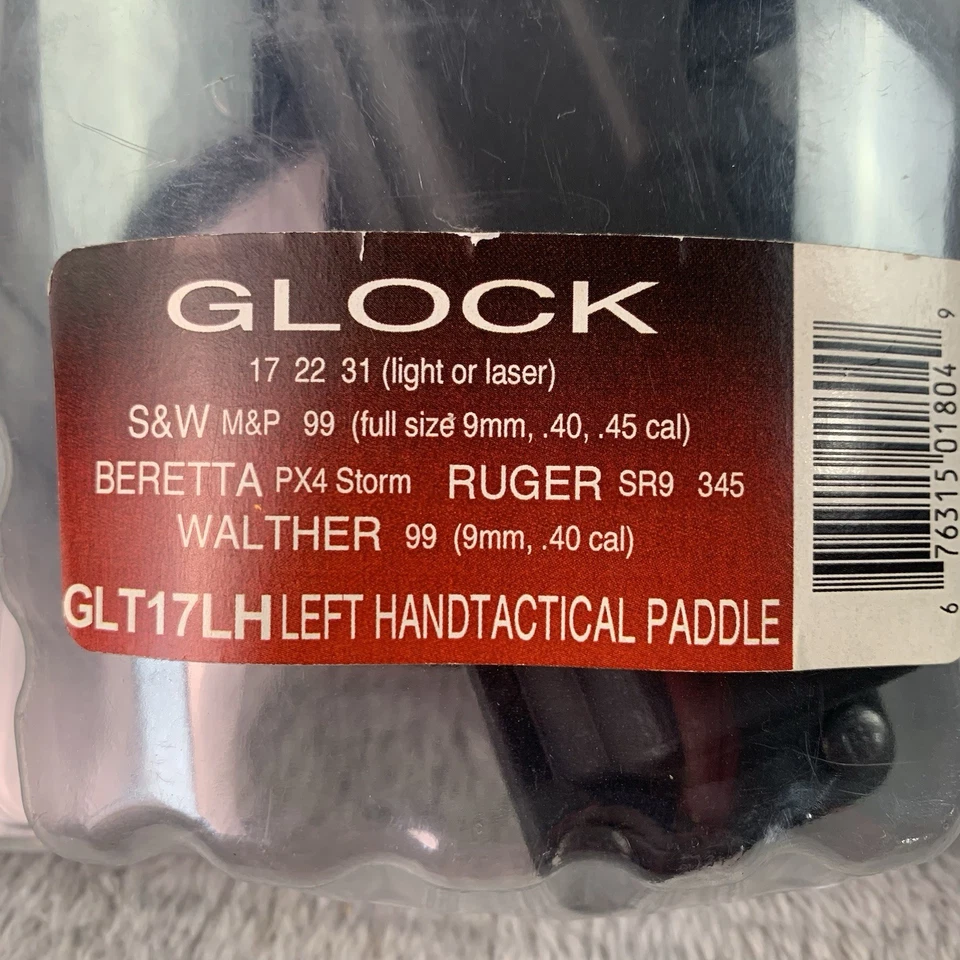 GLOCK
17 22 31 (light or laser)
S&W M&P 99 (full size 9mm, .40, .45 cal)
BERETTA PX4 Storm RUGER SR9 345
WALTHER 99 (9mm, .40 cal)
GLT17LH LEFT HANDTACTICAL PADDLE
6 76315 01804 9